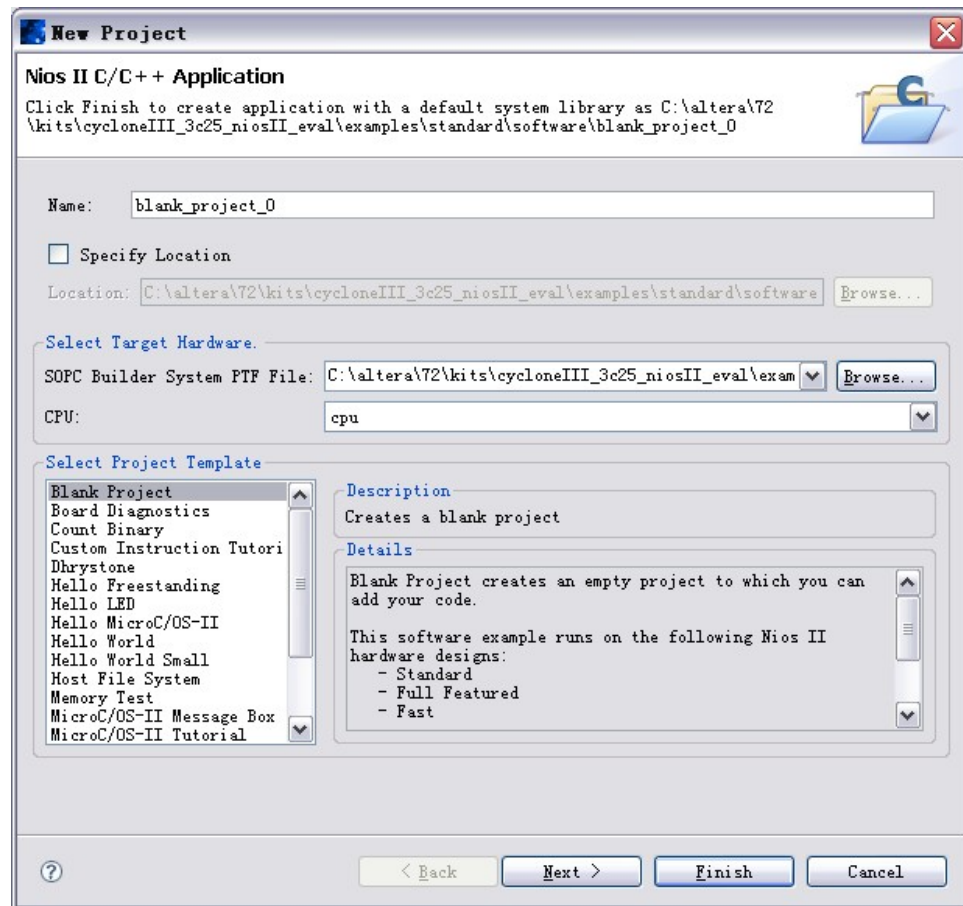 New Project
Nios II C/C++ Application
Click Finish to create application with a default system library as C:\altera\72
\kits\cycloneIII_3c25_niosII_eval\examples\standard\software\blank_project_0
Name: blank_project_0
Specify Location
Location: C:\altera\72\kits\cycloneIII_3c25_niosII_eval\examples\standard\software Browse...
Select Target Hardware.
SOPC Builder System PTF File: C:\altera\72\kits\cycloneIII_3c25_niosII_eval\exam Browse...
CPU: cpu
Select Project Template
Blank Project
Board Diagnostics
Count Binary
Custom Instruction Tutori
Dhrystone
Hello Freestanding
Hello LED
Hello MicroC/OS-II
Hello World
Hello World Small
Host File System
Memory Test
MicroC/OS-II Message Box
MicroC/OS-II Tutorial
Description
Creates a blank project
Details
Blank Project creates an empty project to which you can
add your code.
This software example runs on the following Nios II
hardware designs:
- Standard
- Full Featured
- Fast
? < Back Next > Finish Cancel